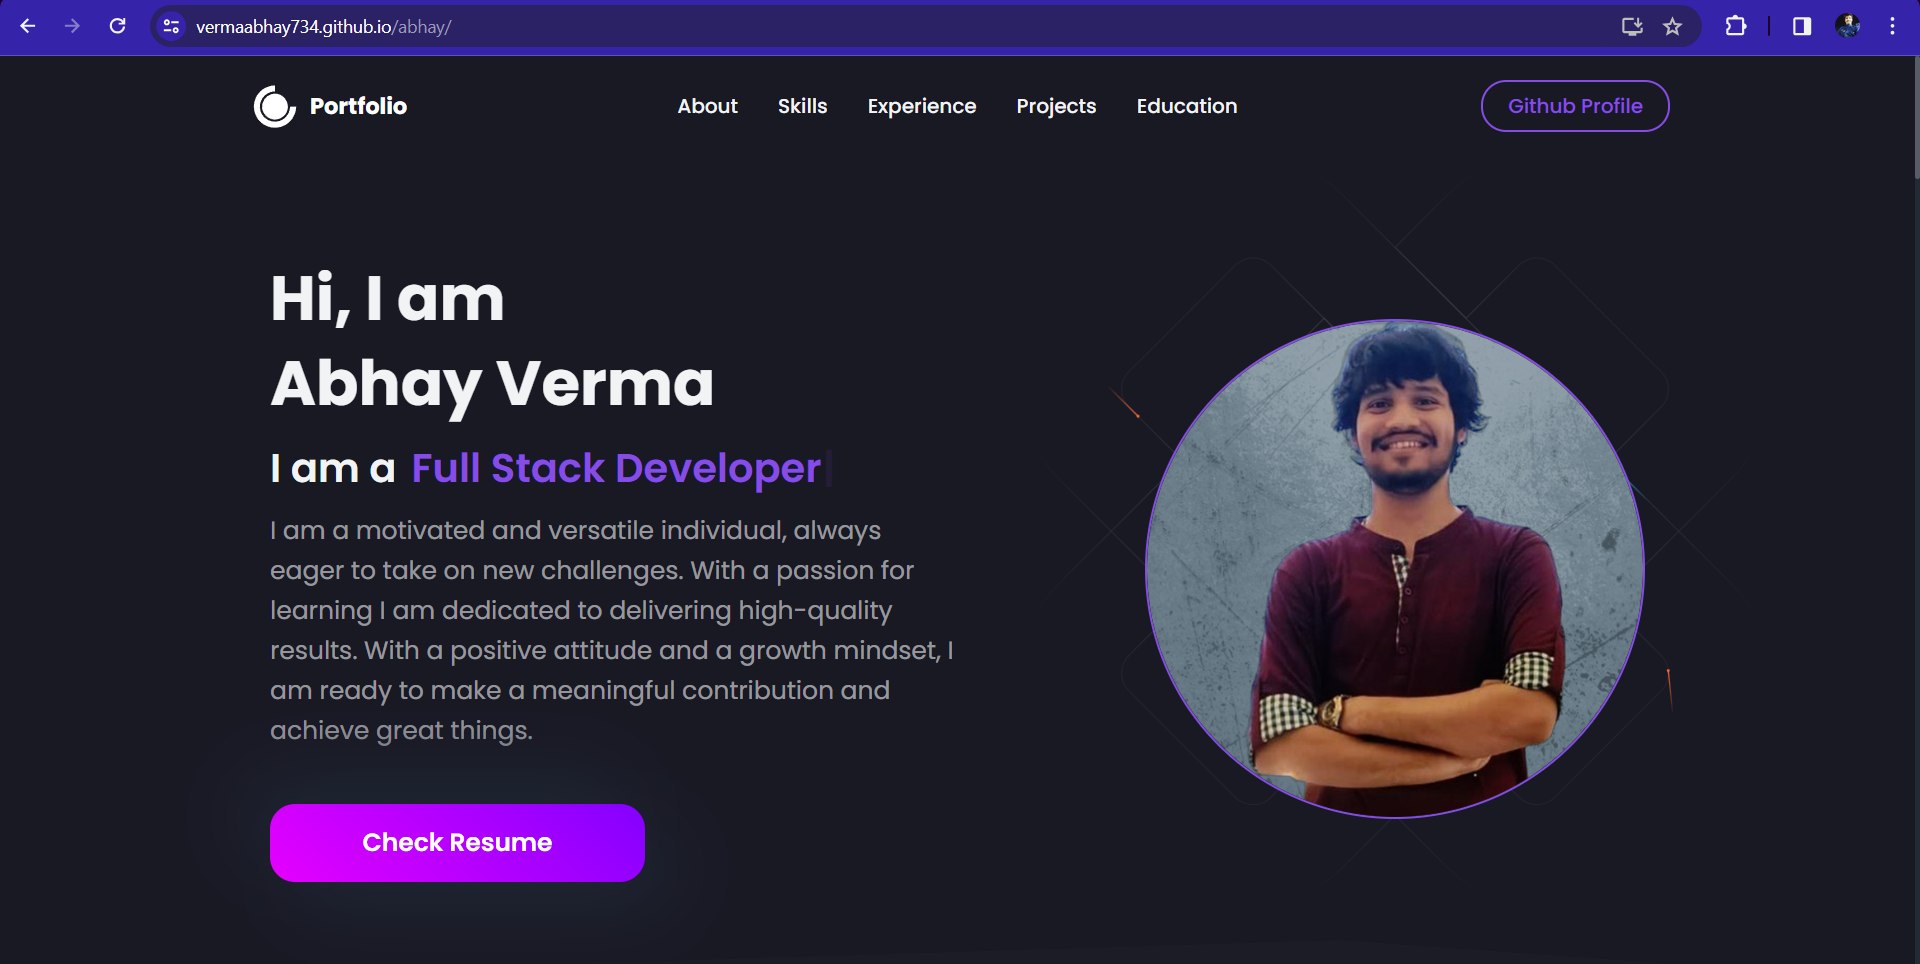 vermaabhay734.github.io/abhay/
Portfolio
About Skills Experience Projects Education
Github Profile
Hi, I am
Abhay Verma
I am a Full Stack Developer
I am a motivated and versatile individual, always
eager to take on new challenges. With a passion for
learning I am dedicated to delivering high-quality
results. With a positive attitude and a growth mindset, I
am ready to make a meaningful contribution and
achieve great things.
Check Resume